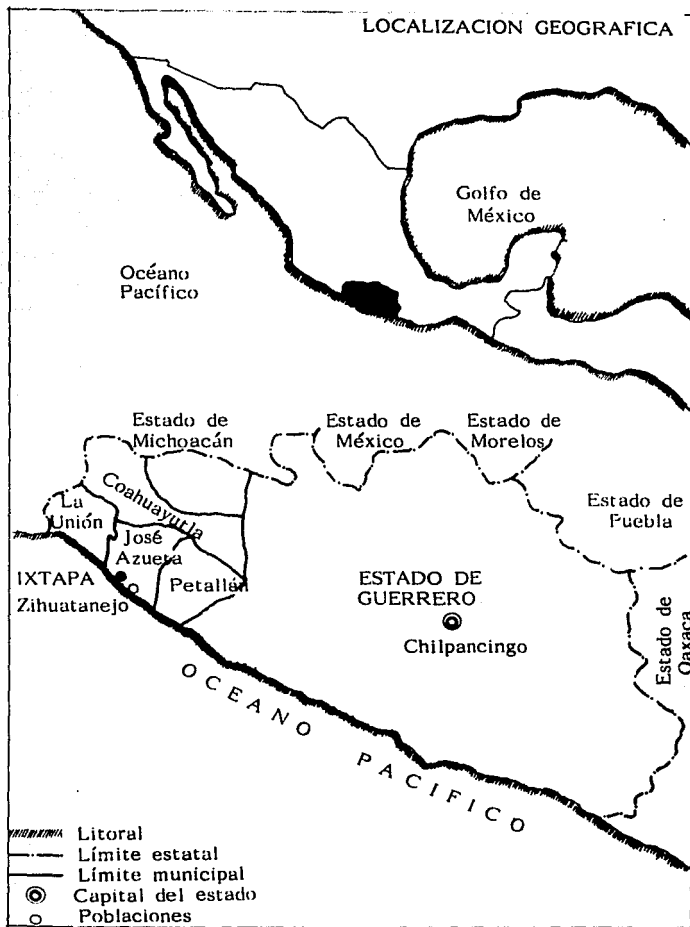 LOCALIZACION GEOGRAFICA
Golfo de
México
Océano
Pacífico
Estado de
Michoacán
Estado de
México
Estado de
Morelos
Estado de
Puebla
Coahuayutla
La
Unión
José
Azueta
IXTAPA
Zihuatanejo
Petallán
ESTADO DE
GUERRERO
Chilpancingo
Estado de
Oaxaca
OCEANO PACIFICO
Litoral
Límite estatal
Límite municipal
Capital del estado
Poblaciones